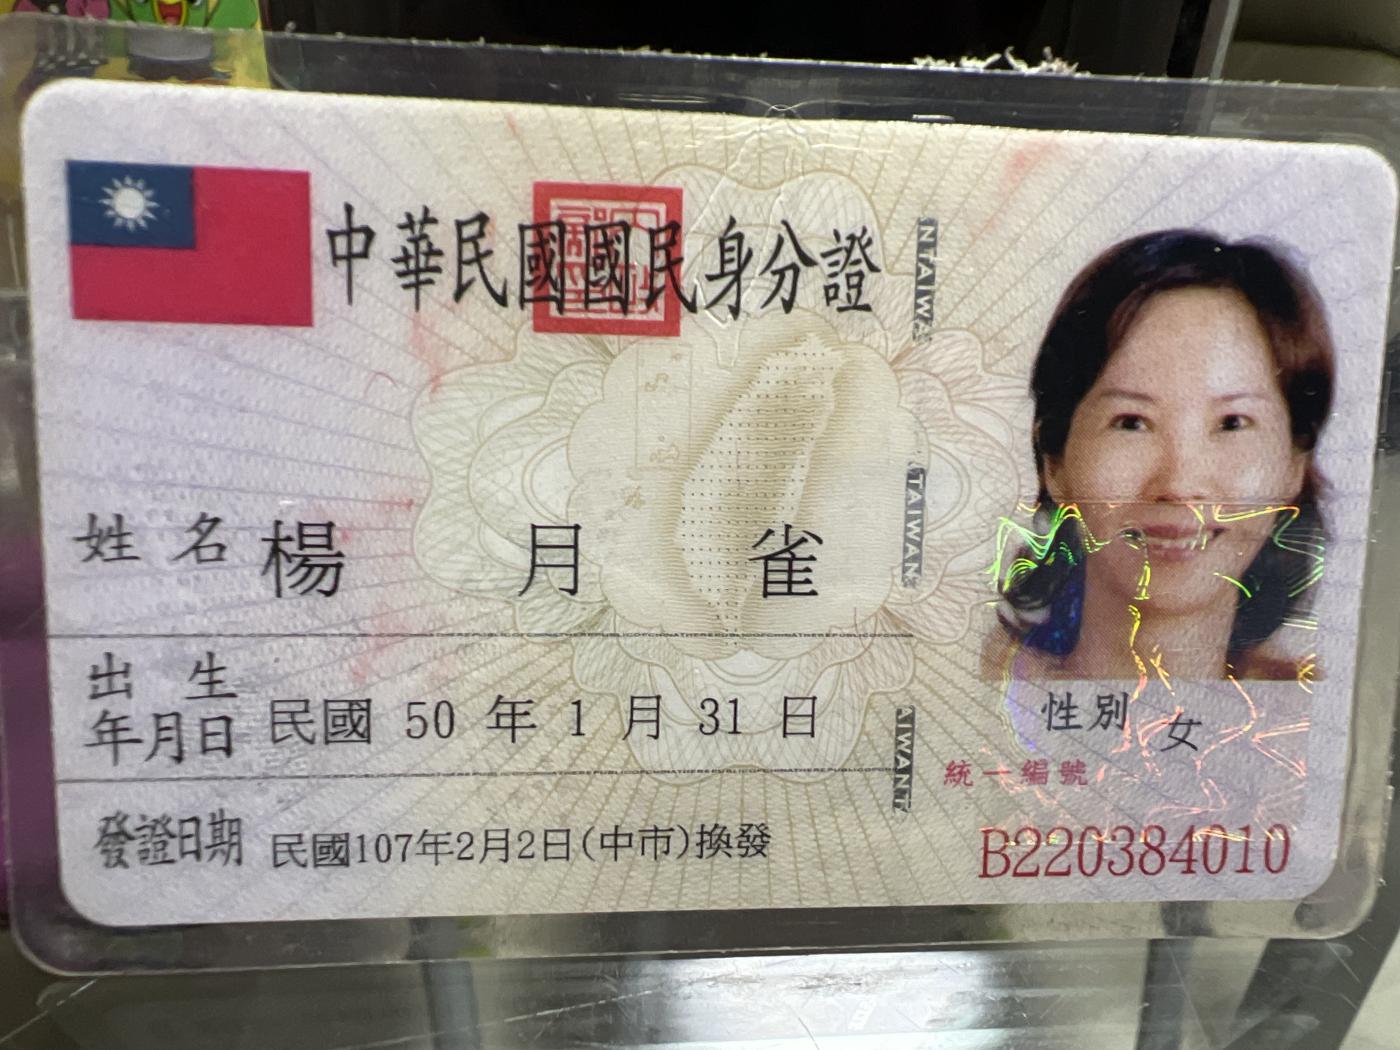 中華民國國民身分證
姓名 楊月雀
出生年月日 民國 50 年 1 月 31 日
發證日期 民國107年2月2日(中市)換發
性別 女
統一編號
B220384010
NTAIWA
TAIWAN
AIWANT